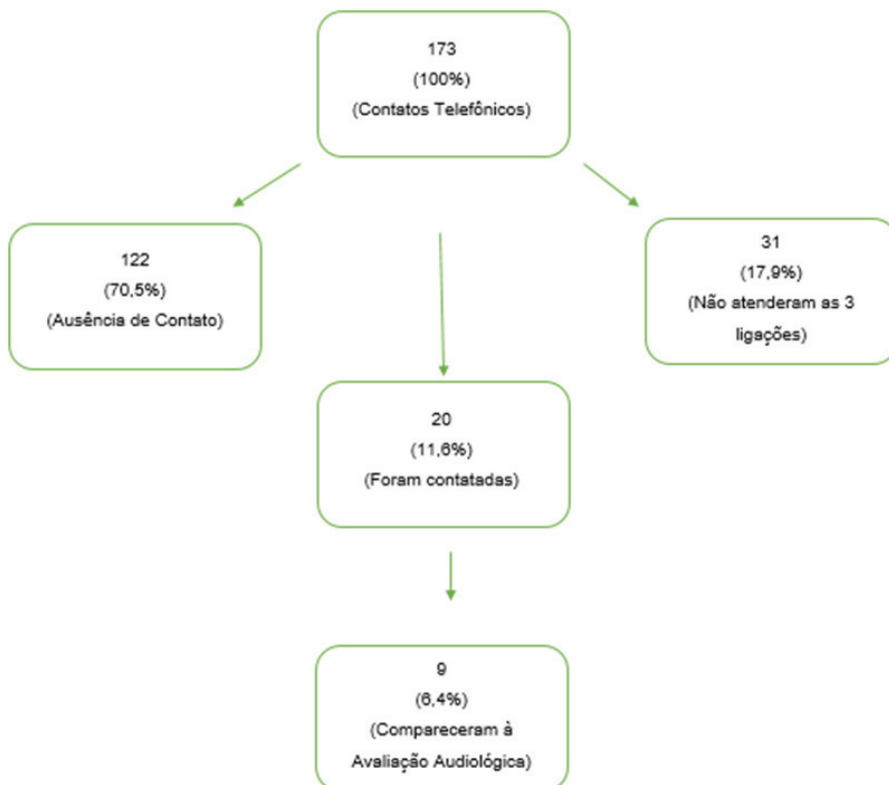 173
(100%)
(Contatos Telefônicos)
122
(70,5%)
(Ausência de Contato)
31
(17,9%)
(Não atenderam as 3
ligações)
20
(11,6%)
(Foram contatadas)
9
(6,4%)
(Compareceram à
Avaliação Audiológica)